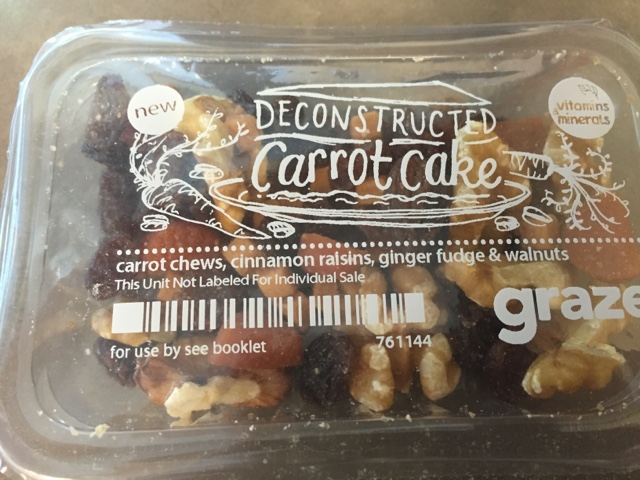 new
DECONSTRUCTED
carrot cake
vitamins
minerals
carrot chews, cinnamon raisins, ginger fudge & walnuts
This Unit Not Labeled For Individual Sale
graze
761144
for use by see booklet